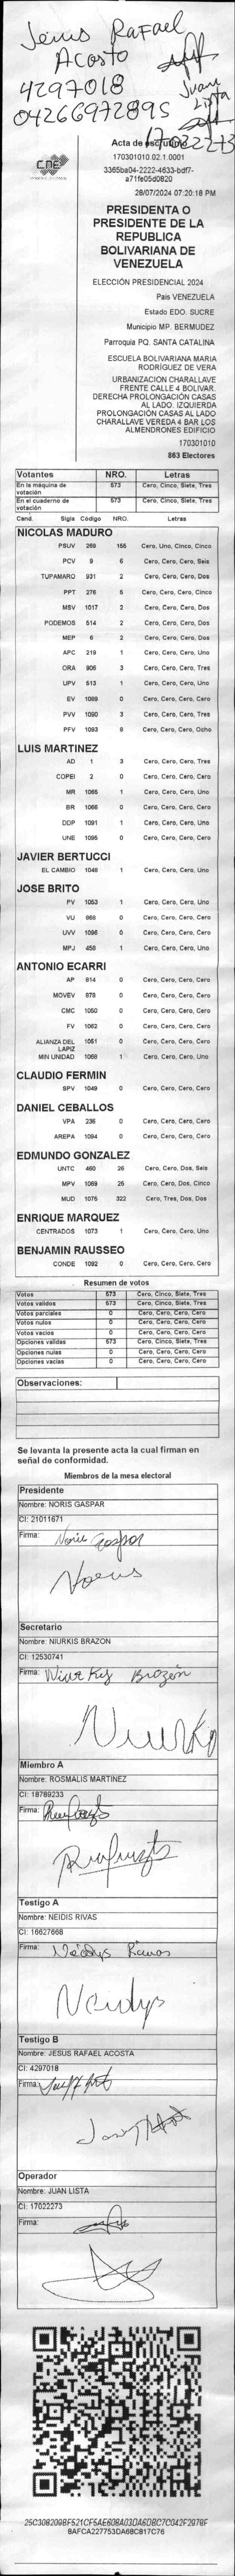 Jesus Rafael
Acosta
4297018
04266972895
Juan
Lista
17022273
CNE
Acta de escrutinio
170301010.02.1.0001
3365ba04-2222-4633-bdf7-
a71fe05d0820
28/07/2024 07:20:18 PM
PRESIDENTA O
PRESIDENTE DE LA
REPUBLICA
BOLIVARIANA DE
VENEZUELA
ELECCIÓN PRESIDENCIAL 2024
País VENEZUELA
Estado EDO. SUCRE
Municipio MP. BERMUDEZ
Parroquia PQ. SANTA CATALINA
ESCUELA BOLIVARIANA MARIA
RODRÍGUEZ DE VERA
URBANIZACIÓN CHARALLAVE
FRENTE CALLE 4 BOLIVAR.
DERECHA PROLONGACIÓN CASAS
AL LADO. IZQUIERDA
PROLONGACIÓN CASAS AL LADO
CHARALLAVE VEREDA 4 BAR LOS
ALMENDRONES EDIFICIO
170301010
863 Electores
Votantes NRO. Letras
En la máquina de votación 573 Cero, Cinco, Siete, Tres
En el cuaderno de votación 573 Cero, Cinco, Siete, Tres
Cand. Sigla Código NRO. Letras
NICOLAS MADURO
PSUV 269 155 Cero, Uno, Cinco, Cinco
PCV 9 6 Cero, Cero, Cero, Seis
TUPAMARO 931 2 Cero, Cero, Cero, Dos
PPT 276 5 Cero, Cero, Cero, Cinco
MSV 1017 2 Cero, Cero, Cero, Dos
PODEMOS 514 2 Cero, Cero, Cero, Dos
MEP 6 2 Cero, Cero, Cero, Dos
APC 219 1 Cero, Cero, Cero, Uno
ORA 905 3 Cero, Cero, Cero, Tres
UPV 513 1 Cero, Cero, Cero, Uno
EV 1089 0 Cero, Cero, Cero, Cero
PVV 1090 3 Cero, Cero, Cero, Tres
PFV 1093 8 Cero, Cero, Cero, Ocho
LUIS MARTINEZ
AD 1 3 Cero, Cero, Cero, Tres
COPEI 2 0 Cero, Cero, Cero, Cero
MR 1065 1 Cero, Cero, Cero, Uno
BR 1066 0 Cero, Cero, Cero, Cero
DDP 1091 1 Cero, Cero, Cero, Uno
UNE 1095 0 Cero, Cero, Cero, Cero
JAVIER BERTUCCI
EL CAMBIO 1048 1 Cero, Cero, Cero, Uno
JOSE BRITO
PV 1053 1 Cero, Cero, Cero, Uno
VU 868 0 Cero, Cero, Cero, Cero
UVV 1096 0 Cero, Cero, Cero, Cero
MPJ 458 1 Cero, Cero, Cero, Uno
ANTONIO ECARRI
AP 814 0 Cero, Cero, Cero, Cero
MOVEV 878 0 Cero, Cero, Cero, Cero
CMC 1050 0 Cero, Cero, Cero, Cero
FV 1062 0 Cero, Cero, Cero, Cero
ALIANZA DEL LAPIZ 1051 0 Cero, Cero, Cero, Cero
MIN UNIDAD 1068 1 Cero, Cero, Cero, Uno
CLAUDIO FERMIN
SPV 1049 0 Cero, Cero, Cero, Cero
DANIEL CEBALLOS
VPA 236 0 Cero, Cero, Cero, Cero
AREPA 1094 0 Cero, Cero, Cero, Cero
EDMUNDO GONZALEZ
UNTC 460 26 Cero, Cero, Dos, Seis
MPV 1069 25 Cero, Cero, Dos, Cinco
MUD 1075 322 Cero, Tres, Dos, Dos
ENRIQUE MARQUEZ
CENTRADOS 1073 1 Cero, Cero, Cero, Uno
BENJAMIN RAUSSEO
CONDE 1092 0 Cero, Cero, Cero, Cero
Resumen de votos
Votos 573 Cero, Cinco, Siete, Tres
Votos válidos 573 Cero, Cinco, Siete, Tres
Votos parciales 0 Cero, Cero, Cero, Cero
Votos nulos 0 Cero, Cero, Cero, Cero
Votos vacíos 0 Cero, Cero, Cero, Cero
Opciones validas 573 Cero, Cinco, Siete, Tres
Opciones nulas 0 Cero, Cero, Cero, Cero
Opciones vacías 0 Cero, Cero, Cero, Cero
Observaciones:
Se levanta la presente acta la cual firman en
señal de conformidad.
Miembros de la mesa electoral
Presidente
Nombre: NORIS GASPAR
CI: 21011671
Firma: Noris Gaspar
Secretario
Nombre: NIURKIS BRAZON
CI: 12530741
Firma: Niurkis Brazón
Miembro A
Nombre: ROSMALIS MARTINEZ
CI: 18789233
Firma:
Testigo A
Nombre: NEIDIS RIVAS
CI: 16627668
Firma: Neidys Rivas
Neidys
Testigo B
Nombre: JESUS RAFAEL ACOSTA
CI: 4297018
Firma:
Operador
Nombre: JUAN LISTA
CI: 17022273
Firma:
25C308209BF521CF5AE608A03DA6DBC7C042F297BF
8AFCA227753DA68C817C76